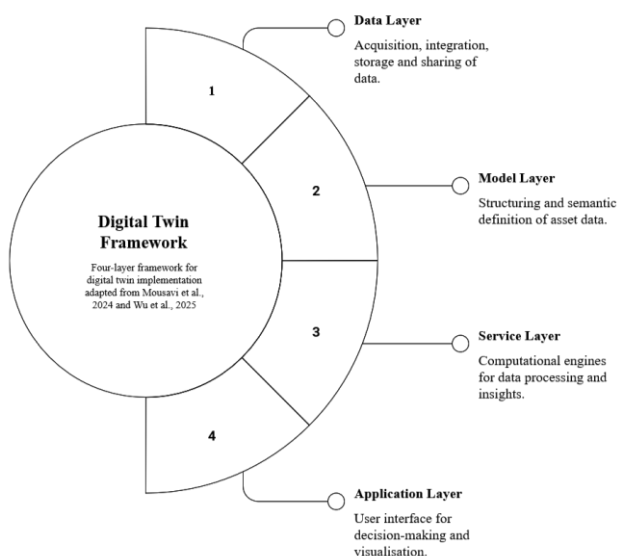 Data Layer
Acquisition, integration,
storage and sharing of
data.
1
2
Model Layer
Structuring and semantic
definition of asset data.
Digital Twin
Framework
Four-layer framework for
digital twin implementation
adapted from Mousavi et al.,
2024 and Wu et al., 2025
3
Service Layer
Computational engines
for data processing and
insights.
4
Application Layer
User interface for
decision-making and
visualisation.